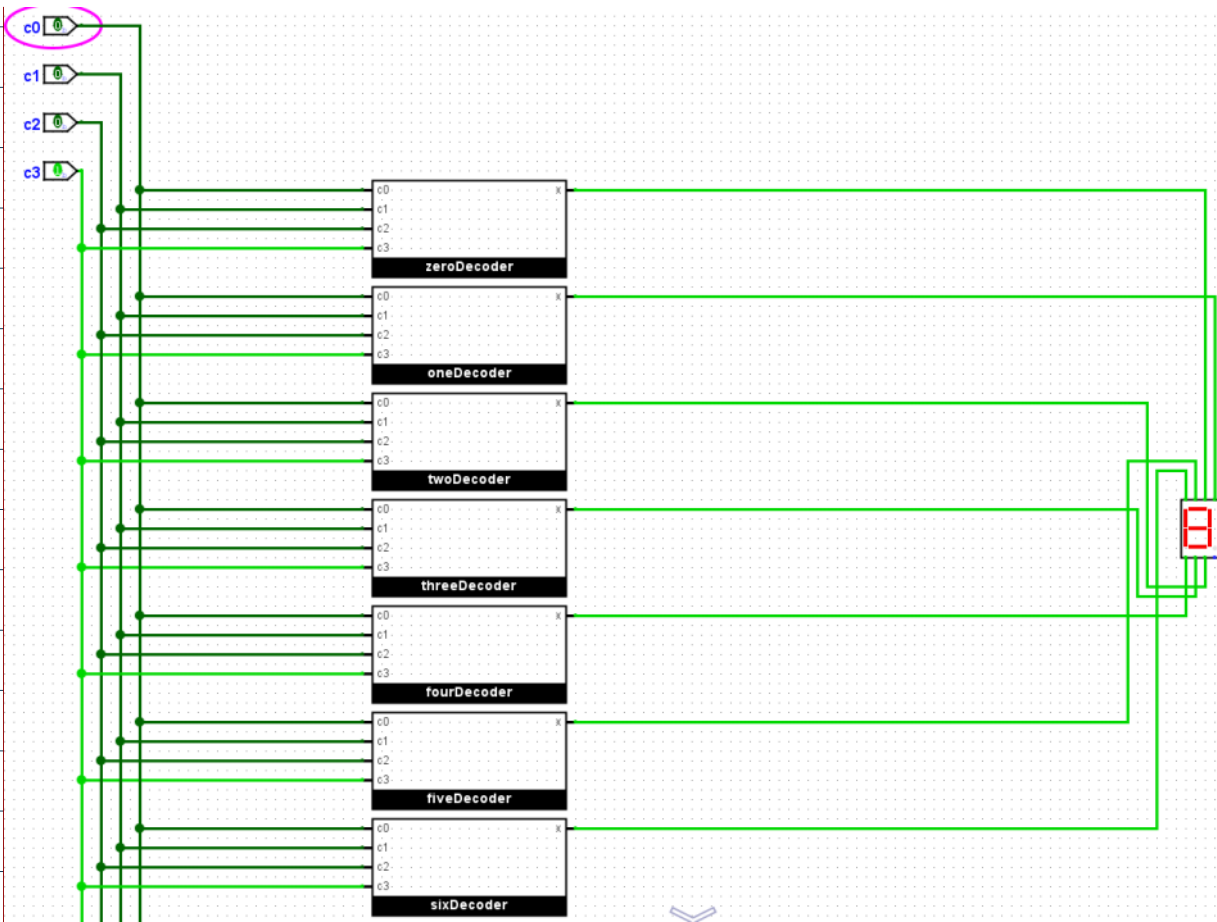 c0 0
c1 0
c2 0
c3 1
c0 x
c1
c2
c3
zeroDecoder
c0 x
c1
c2
c3
oneDecoder
c0 x
c1
c2
c3
twoDecoder
c0 x
c1
c2
c3
threeDecoder
c0 x
c1
c2
c3
fourDecoder
c0 x
c1
c2
c3
fiveDecoder
c0 x
c1
c2
c3
sixDecoder
8